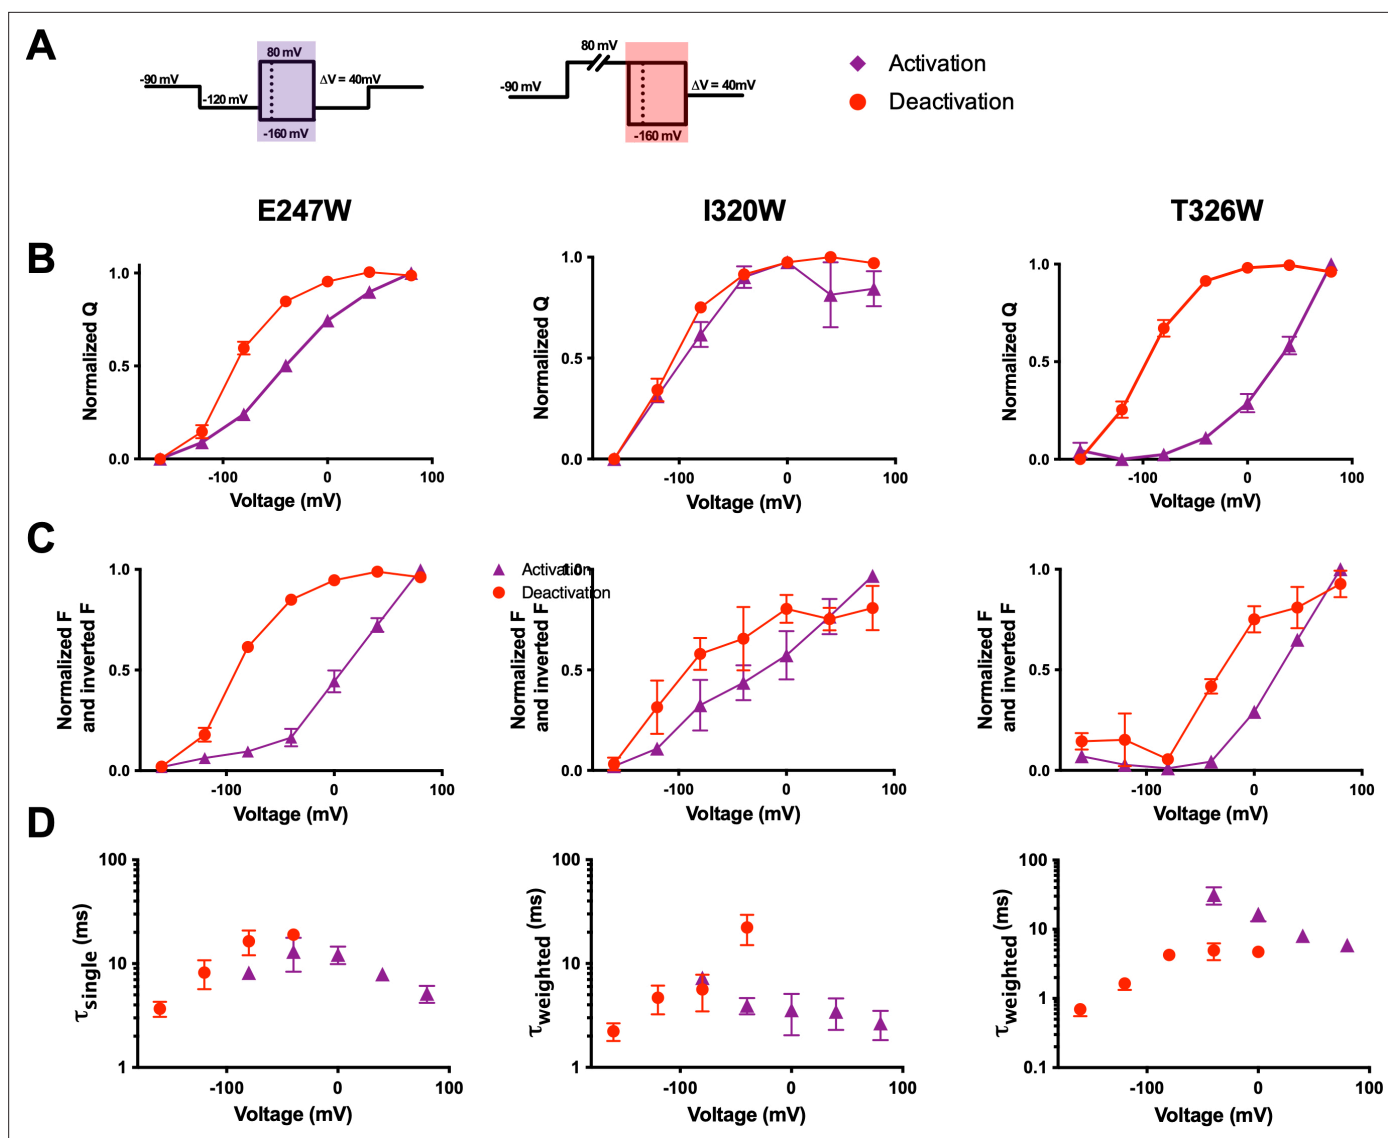 A
-90 mV
-120 mV
80 mV
-160 mV
ΔV = 40mV
-90 mV
80 mV
-160 mV
ΔV = 40mV
Activation
Deactivation
E247W
I320W
T326W
B
Normalized Q
1.0
0.5
0.0
-100
0
100
Voltage (mV)
Normalized Q
1.0
0.5
0.0
-100
0
100
Voltage (mV)
Normalized Q
1.0
0.5
0.0
-100
0
100
Voltage (mV)
C
Normalized F
and inverted F
1.0
0.5
0.0
-100
0
100
Voltage (mV)
Activation
Deactivation
Normalized F
and inverted F
1.0
0.5
0.0
-100
0
100
Voltage (mV)
Normalized F
and inverted F
1.0
0.5
0.0
-100
0
100
Voltage (mV)
D
τsingle (ms)
100
10
1
-100
0
100
Voltage (mV)
τweighted (ms)
100
10
1
-100
0
100
Voltage (mV)
τweighted (ms)
100
10
1
0.1
-100
0
100
Voltage (mV)